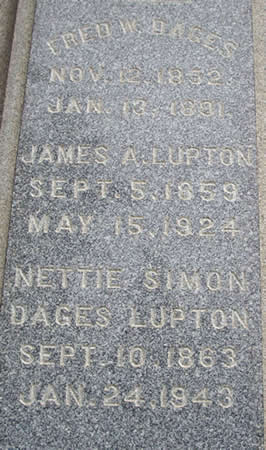 FRED W. DAGES
NOV. 12, 1852.
JAN. 13, 1891.
JAMES A. LUPTON
SEPT. 5, 1859
MAY 15, 1924
NETTIE SIMON
DAGES LUPTON
SEPT. 10, 1863
JAN. 24, 1943